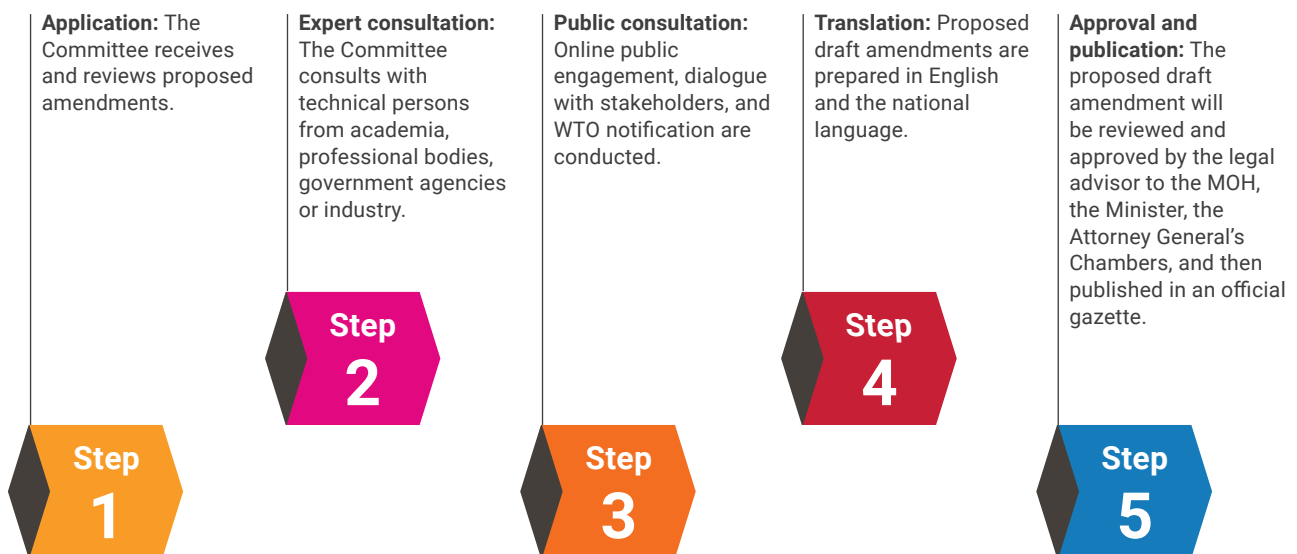 Application: The
Committee receives
and reviews proposed
amendments.
Expert consultation:
The Committee
consults with
technical persons
from academia,
professional bodies,
government agencies
or industry.
Public consultation:
Online public
engagement, dialogue
with stakeholders, and
WTO notification are
conducted.
Translation: Proposed
draft amendments are
prepared in English
and the national
language.
Approval and
publication: The
proposed draft
amendment will
be reviewed and
approved by the legal
advisor to the MOH,
the Minister, the
Attorney General’s
Chambers, and then
published in an official
gazette.
Step
1
Step
2
Step
3
Step
4
Step
5